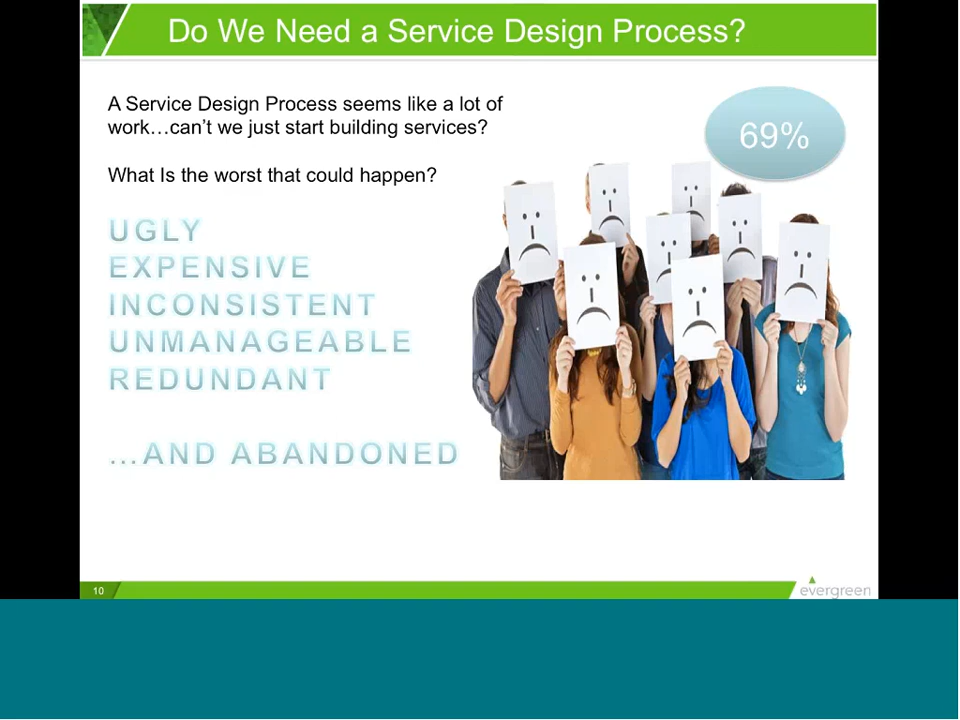 Do We Need a Service Design Process?
A Service Design Process seems like a lot of
work…can't we just start building services?
What Is the worst that could happen?
69%
UGLY
EXPENSIVE
INCONSISTENT
UNMANAGEABLE
REDUNDANT
...AND ABANDONED
10
evergreen